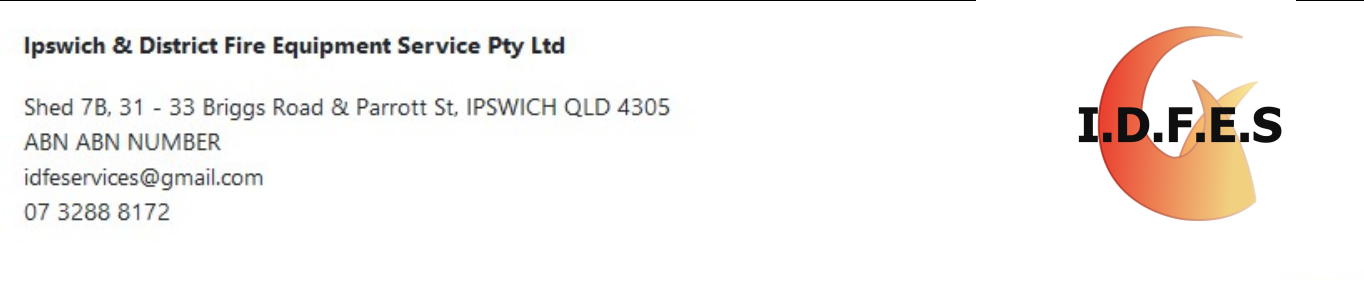 Ipswich & District Fire Equipment Service Pty Ltd
Shed 7B, 31 - 33 Briggs Road & Parrott St, IPSWICH QLD 4305
ABN ABN NUMBER
idfeservices@gmail.com
07 3288 8172
I.D.F.E.S